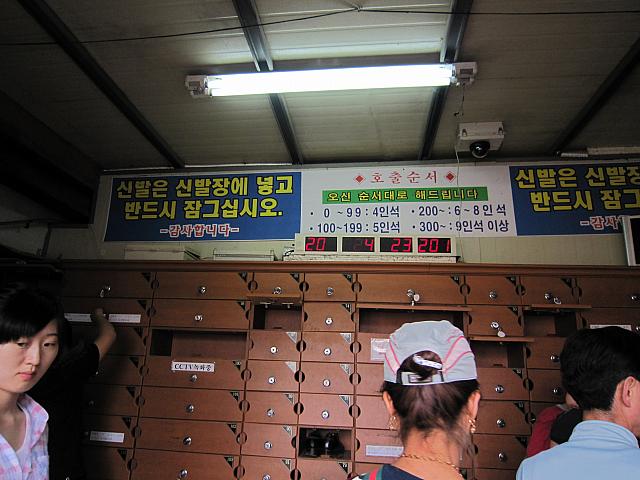 신발은 신발장에 넣고
반드시 잠그십시오.
-감사합니다-
◈ 호출순서 ◈
오신 순서대로 해드립니다
· 0 ~ 99 : 4인석
· 200~ : 6~8인석
· 100~199 : 5인석
· 300~ : 9인석 이상
신발은 신발장
반드시 잠그
-감사
20 4 23 201
CCTV녹화중